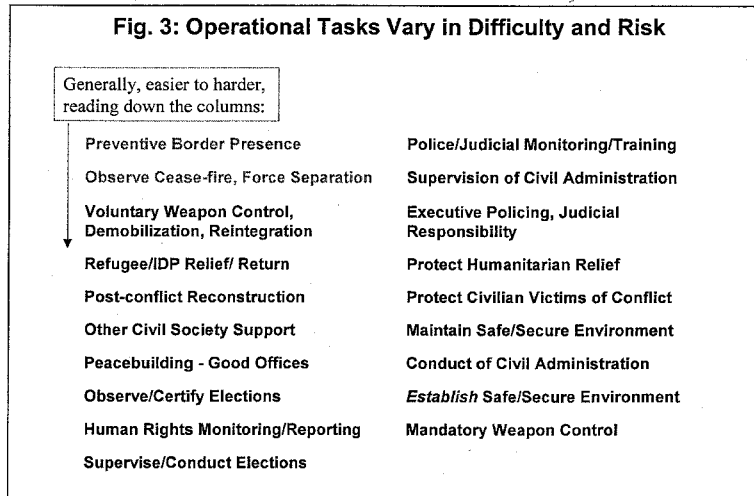 Fig. 3: Operational Tasks Vary in Difficulty and Risk
Generally, easier to harder,
reading down the columns:
Preventive Border Presence
Observe Cease-fire, Force Separation
Voluntary Weapon Control,
Demobilization, Reintegration
Refugee/IDP Relief/ Return
Post-conflict Reconstruction
Other Civil Society Support
Peacebuilding - Good Offices
Observe/Certify Elections
Human Rights Monitoring/Reporting
Supervise/Conduct Elections
Police/Judicial Monitoring/Training
Supervision of Civil Administration
Executive Policing, Judicial
Responsibility
Protect Humanitarian Relief
Protect Civilian Victims of Conflict
Maintain Safe/Secure Environment
Conduct of Civil Administration
Establish Safe/Secure Environment
Mandatory Weapon Control